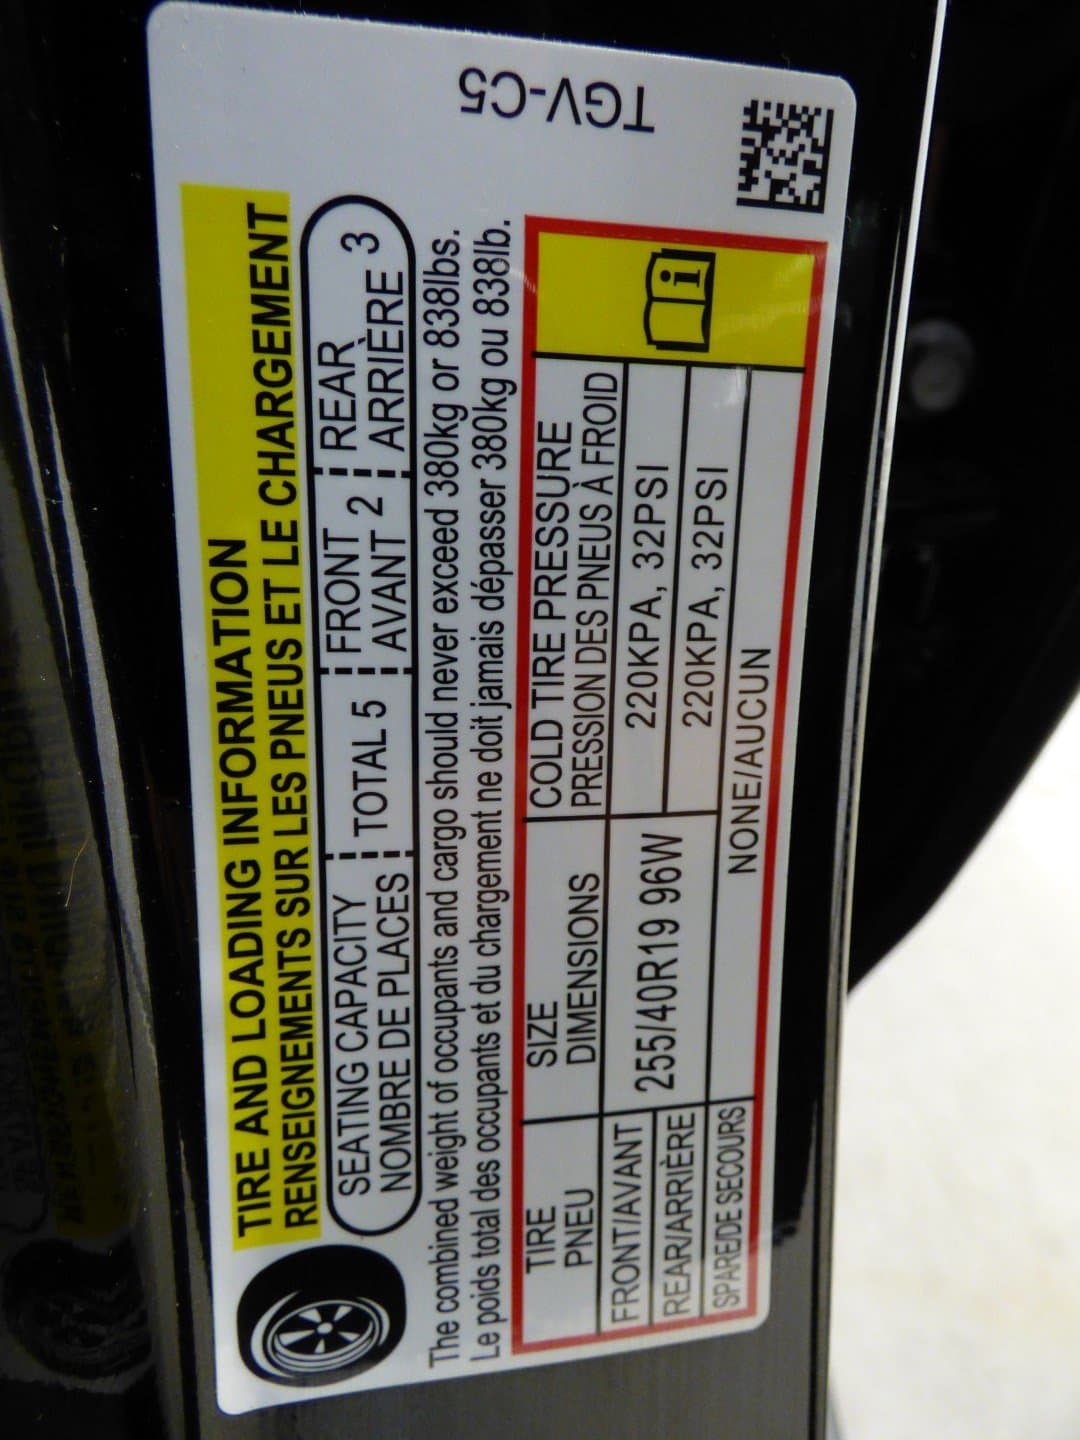 TGV-C5
TIRE AND LOADING INFORMATION
RENSEIGNEMENTS SUR LES PNEUS ET LE CHARGEMENT
SEATING CAPACITY TOTAL 5 FRONT REAR 3
NOMBRE DE PLACES AVANT 2 ARRIÈRE
The combined weight of occupants and cargo should never exceed 380kg or 838lbs.
Le poids total des occupants et du chargement ne doit jamais dépasser 380kg ou 838lb.
TIRE SIZE COLD TIRE PRESSURE
PNEU DIMENSIONS PRESSION DES PNEUS À FROID
FRONT/AVANT 255/40R19 96W 220KPA, 32PSI
REAR/ARRIÈRE 220KPA, 32PSI
SPARE/DE SECOURS NONE/AUCUN
i